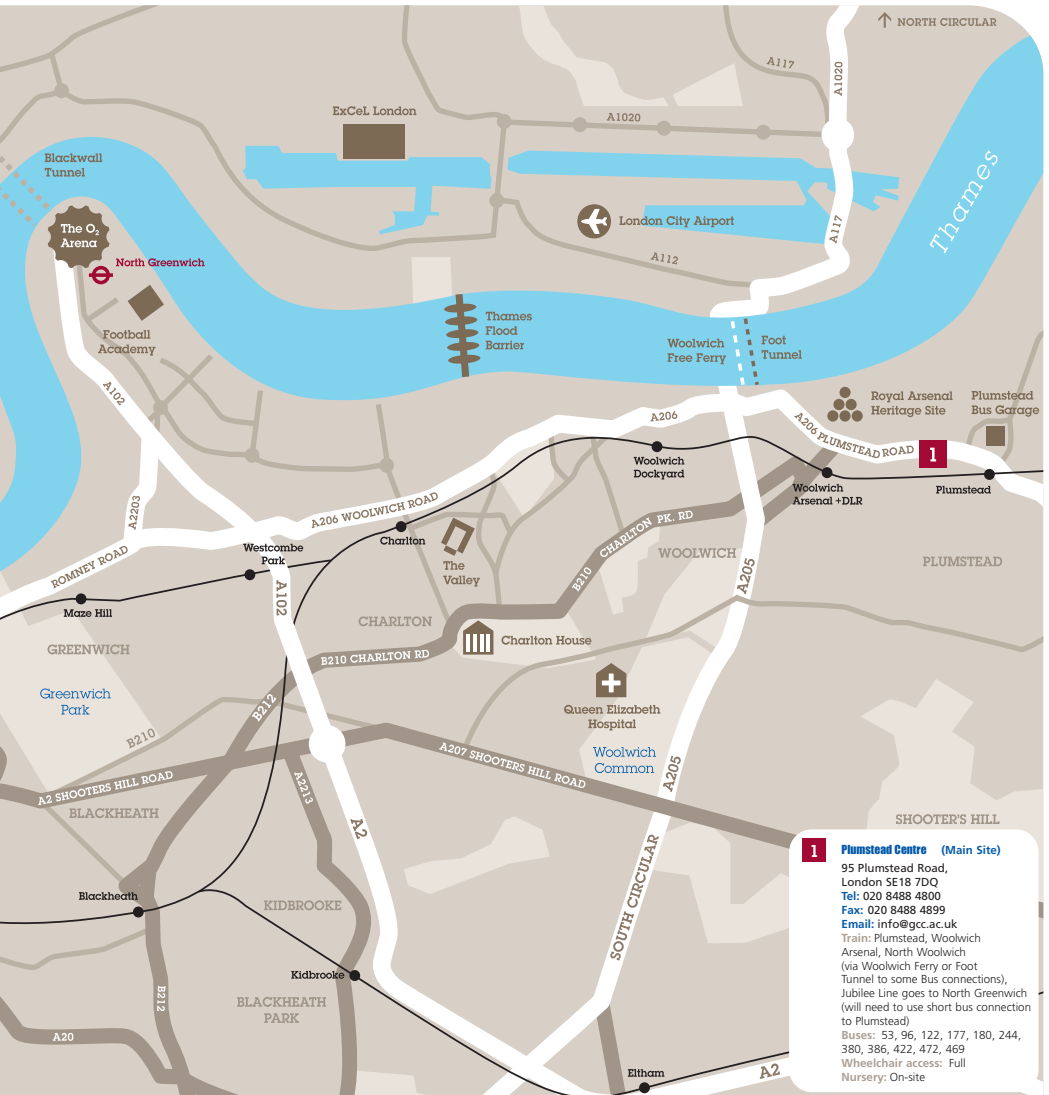 NORTH CIRCULAR
A117
A1020
ExCeL London
A1020
Blackwall
Tunnel
Thames
The O₂
Arena
London City Airport
A117
North Greenwich
A112
Football
Academy
Thames
Flood
Barrier
Woolwich
Free Ferry
Foot
Tunnel
A102
Royal Arsenal
Heritage Site
Plumstead
Bus Garage
A206
A206 PLUMSTEAD ROAD
1
Woolwich
Dockyard
Woolwich
Arsenal +DLR
Plumstead
A2203
A206 WOOLWICH ROAD
Charlton
CHARLTON PK. RD
Westcombe
Park
The
Valley
WOOLWICH
PLUMSTEAD
ROMNEY ROAD
B210
A205
A102
Maze Hill
CHARLTON
Charlton House
GREENWICH
B210 CHARLTON RD
Greenwich
Park
B212
Queen Elizabeth
Hospital
B210
Woolwich
Common
A207 SHOOTERS HILL ROAD
A205
A2 SHOOTERS HILL ROAD
A2213
BLACKHEATH
A2
SHOOTER'S HILL
Blackheath
KIDBROOKE
SOUTH CIRCULAR
Kidbrooke
B212
BLACKHEATH
PARK
A20
Eltham
A2
1
Plumstead Centre (Main Site)
95 Plumstead Road,
London SE18 7DQ
Tel: 020 8488 4800
Fax: 020 8488 4899
Email: info@gcc.ac.uk
Train: Plumstead, Woolwich
Arsenal, North Woolwich
(via Woolwich Ferry or Foot
Tunnel to some Bus connections),
Jubilee Line goes to North Greenwich
(will need to use short bus connection
to Plumstead)
Buses: 53, 96, 122, 177, 180, 244,
380, 386, 422, 472, 469
Wheelchair access: Full
Nursery: On-site